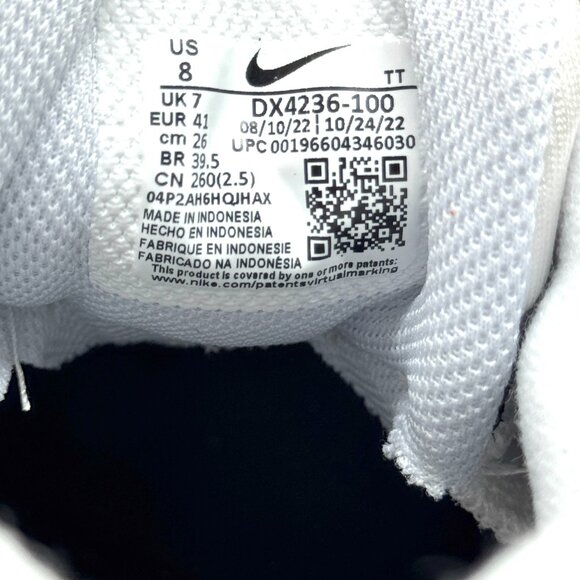 US
8
TT
UK 7
EUR 41
cm 26
BR 39.5
CN 260(2.5)
DX4236-100
08/10/22 | 10/24/22
UPC 00196604346030
04P2AH6HQJHAX
MADE IN INDONESIA
HECHO EN INDONESIA
FABRIQUE EN INDONESIE
FABRICADO NA INDONÉSIA
This product is covered by one or more patents:
www.nike.com/patentsvirtualmarking